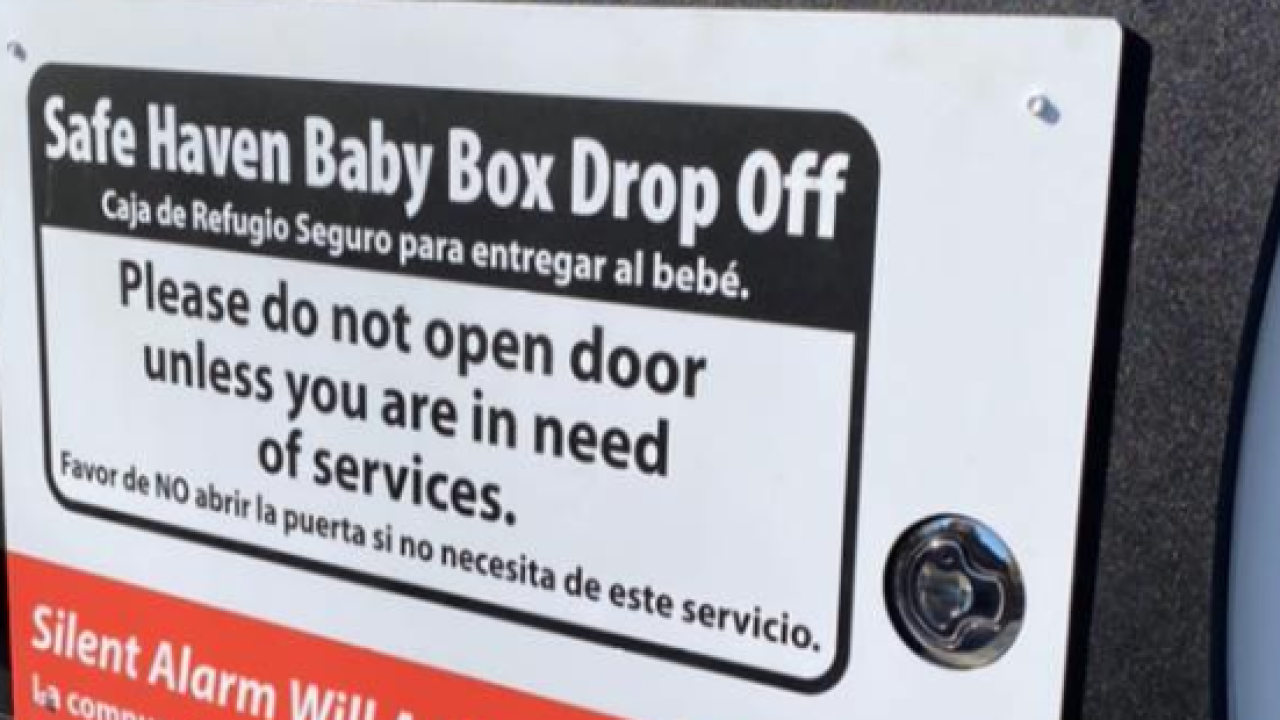 Safe Haven Baby Box Drop Off
Caja de Refugio Seguro para entregar al bebé.
Please do not open door
unless you are in need
of services.
Favor de NO abrir la puerta si no necesita de este servicio.
Silent Alarm Will
La